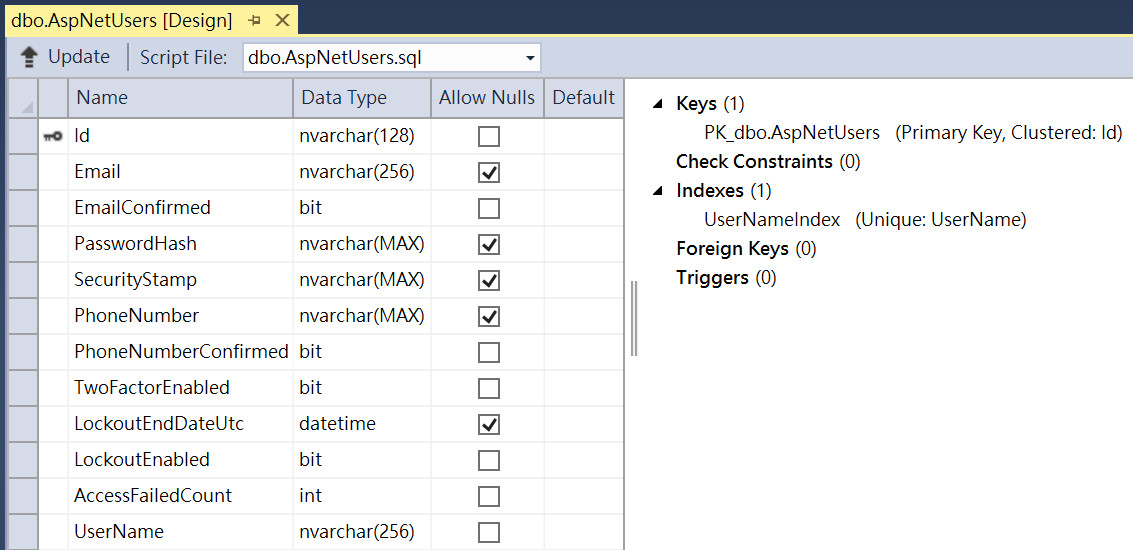 dbo.AspNetUsers [Design]
Update Script File: dbo.AspNetUsers.sql
Name Data Type Allow Nulls Default
Id nvarchar(128)
Email nvarchar(256)
EmailConfirmed bit
PasswordHash nvarchar(MAX)
SecurityStamp nvarchar(MAX)
PhoneNumber nvarchar(MAX)
PhoneNumberConfirmed bit
TwoFactorEnabled bit
LockoutEndDateUtc datetime
LockoutEnabled bit
AccessFailedCount int
UserName nvarchar(256)
Keys (1)
PK_dbo.AspNetUsers (Primary Key, Clustered: Id)
Check Constraints (0)
Indexes (1)
UserNameIndex (Unique: UserName)
Foreign Keys (0)
Triggers (0)